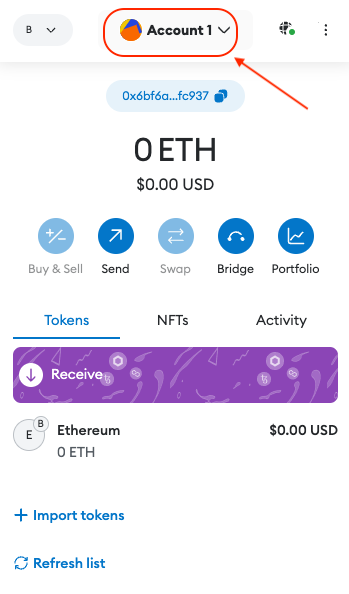 B
Account 1
0x6bf6a...fc937
0 ETH
$0.00 USD
Buy & Sell
Send
Swap
Bridge
Portfolio
Tokens
NFTs
Activity
Receive
E
B
Ethereum
$0.00 USD
0 ETH
Import tokens
Refresh list